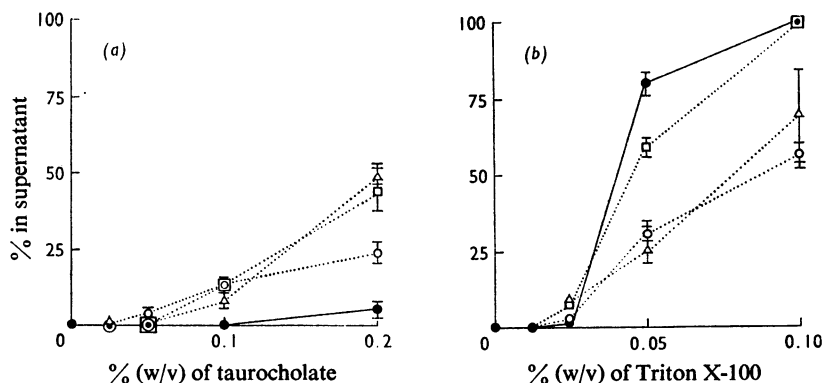 100
(a)
75
50
25
% in supernatant
0
0.1
0.2
% (w/v) of taurocholate
100
(b)
75
50
25
0
0.05
0.10
% (w/v) of Triton X-100